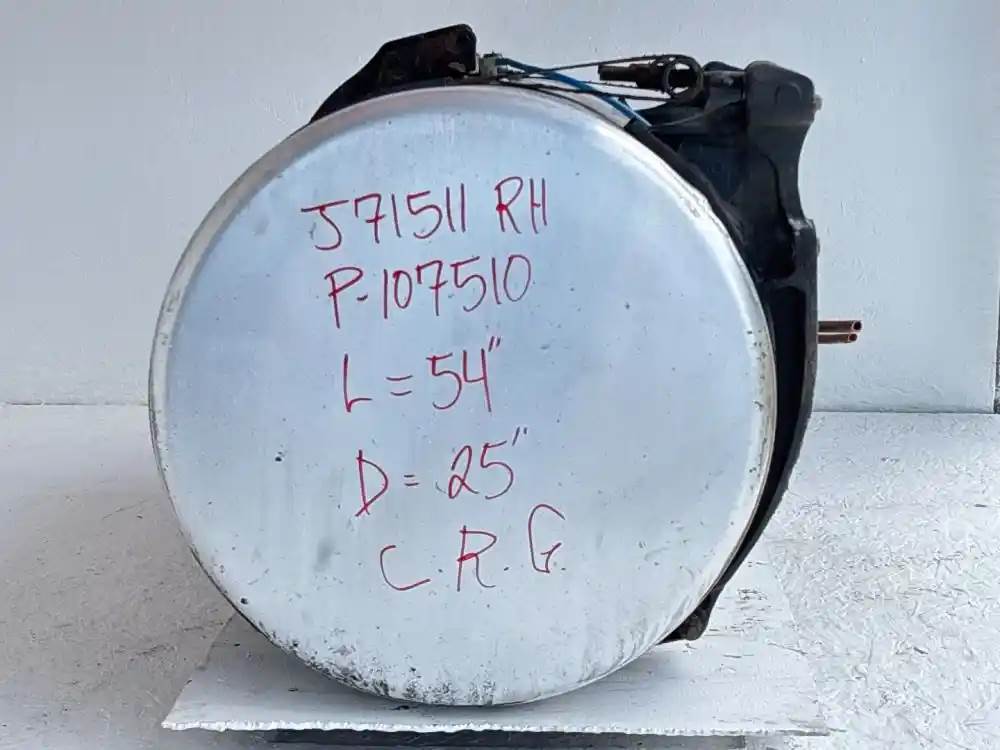 J71511 RH
P-107510
L = 54"
D = 25"
C.R.G.